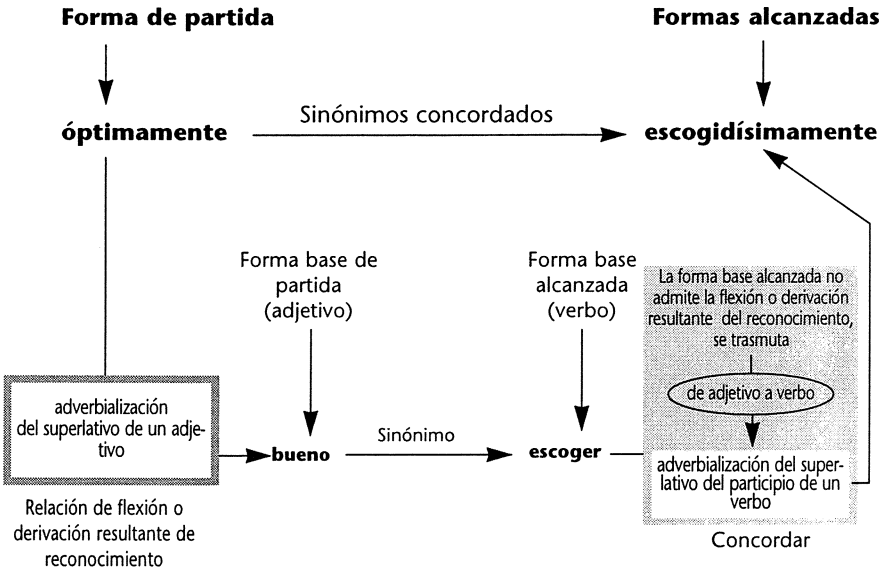 Forma de partida
Formas alcanzadas
óptimamente
Sinónimos concordados
escogidísimamente
Forma base de
partida
(adjetivo)
Forma base
alcanzada
(verbo)
La forma base alcanzada no
admite la flexión o derivación
resultante del reconocimiento,
se trasmuta
de adjetivo a verbo
adverbialización
del superlativo de un adje-
tivo
bueno
Sinónimo
escoger
adverbialización del super-
lativo del participio de un
verbo
Relación de flexión o
derivación resultante de
reconocimiento
Concordar